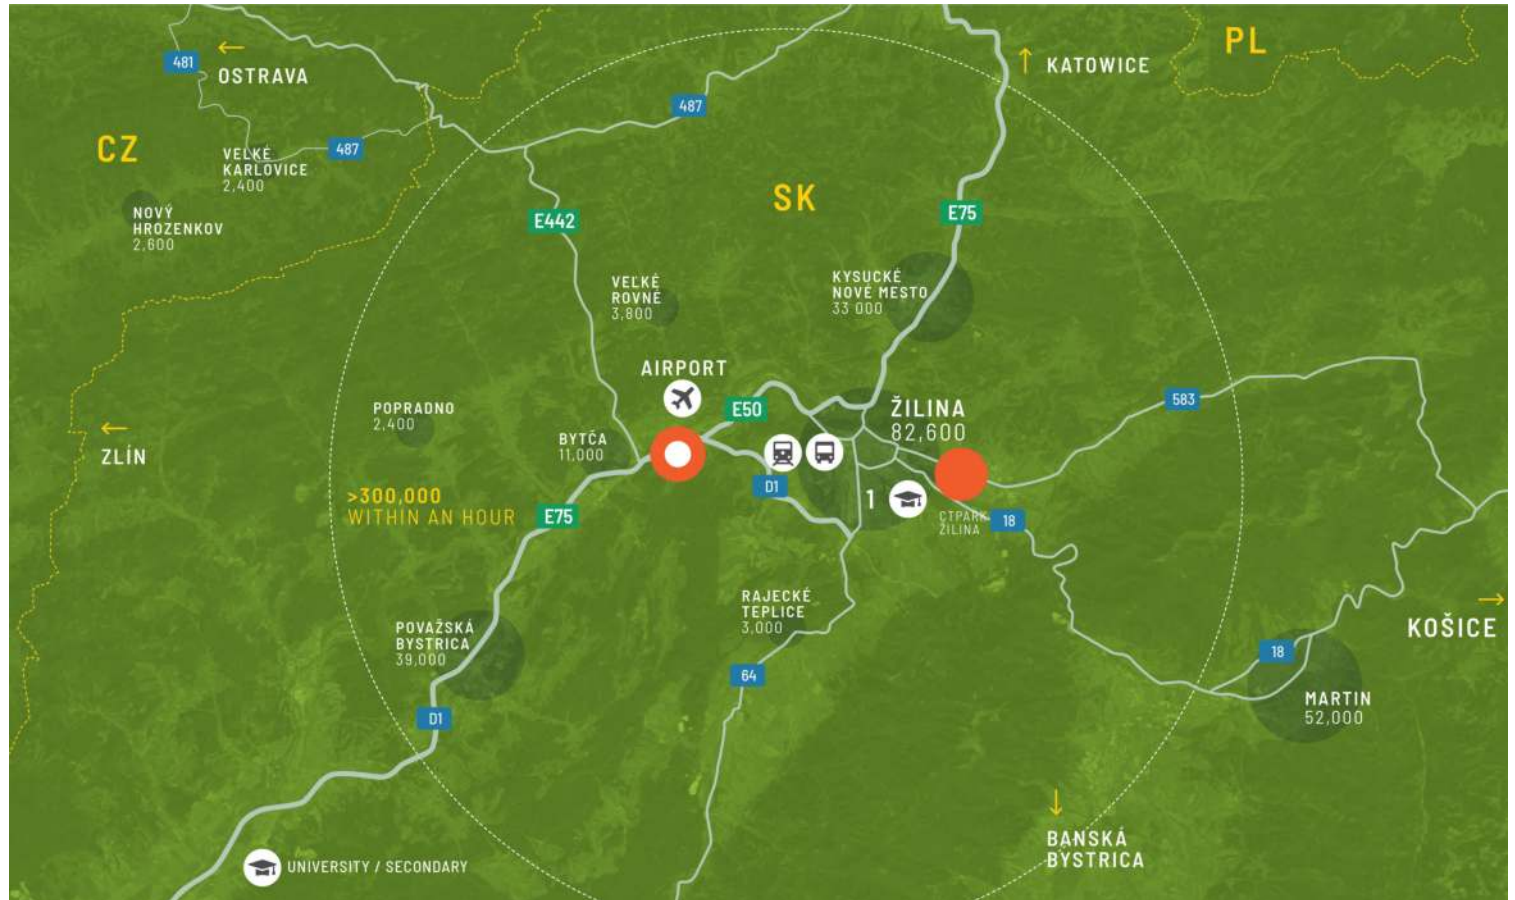 PL
481
OSTRAVA
KATOWICE
487
CZ
487
VELKÉ
KARLOVICE
2,400
SK
NOVÝ
HROZENKOV
2,600
E442
E75
VEĽKÉ
ROVNÉ
3,800
KYSUCKÉ
NOVÉ MESTO
33 000
AIRPORT
583
E50
ŽILINA
82,600
POPRADNO
2,400
BYTČA
11,000
ZLÍN
D1
>300,000
WITHIN AN HOUR
E75
1
CTPARK
ŽILINA
18
RAJECKÉ
TEPLICE
3,000
KOŠICE
POVAŽSKÁ
BYSTRICA
39,000
18
64
MARTIN
52,000
D1
BANSKÁ
BYSTRICA
UNIVERSITY / SECONDARY